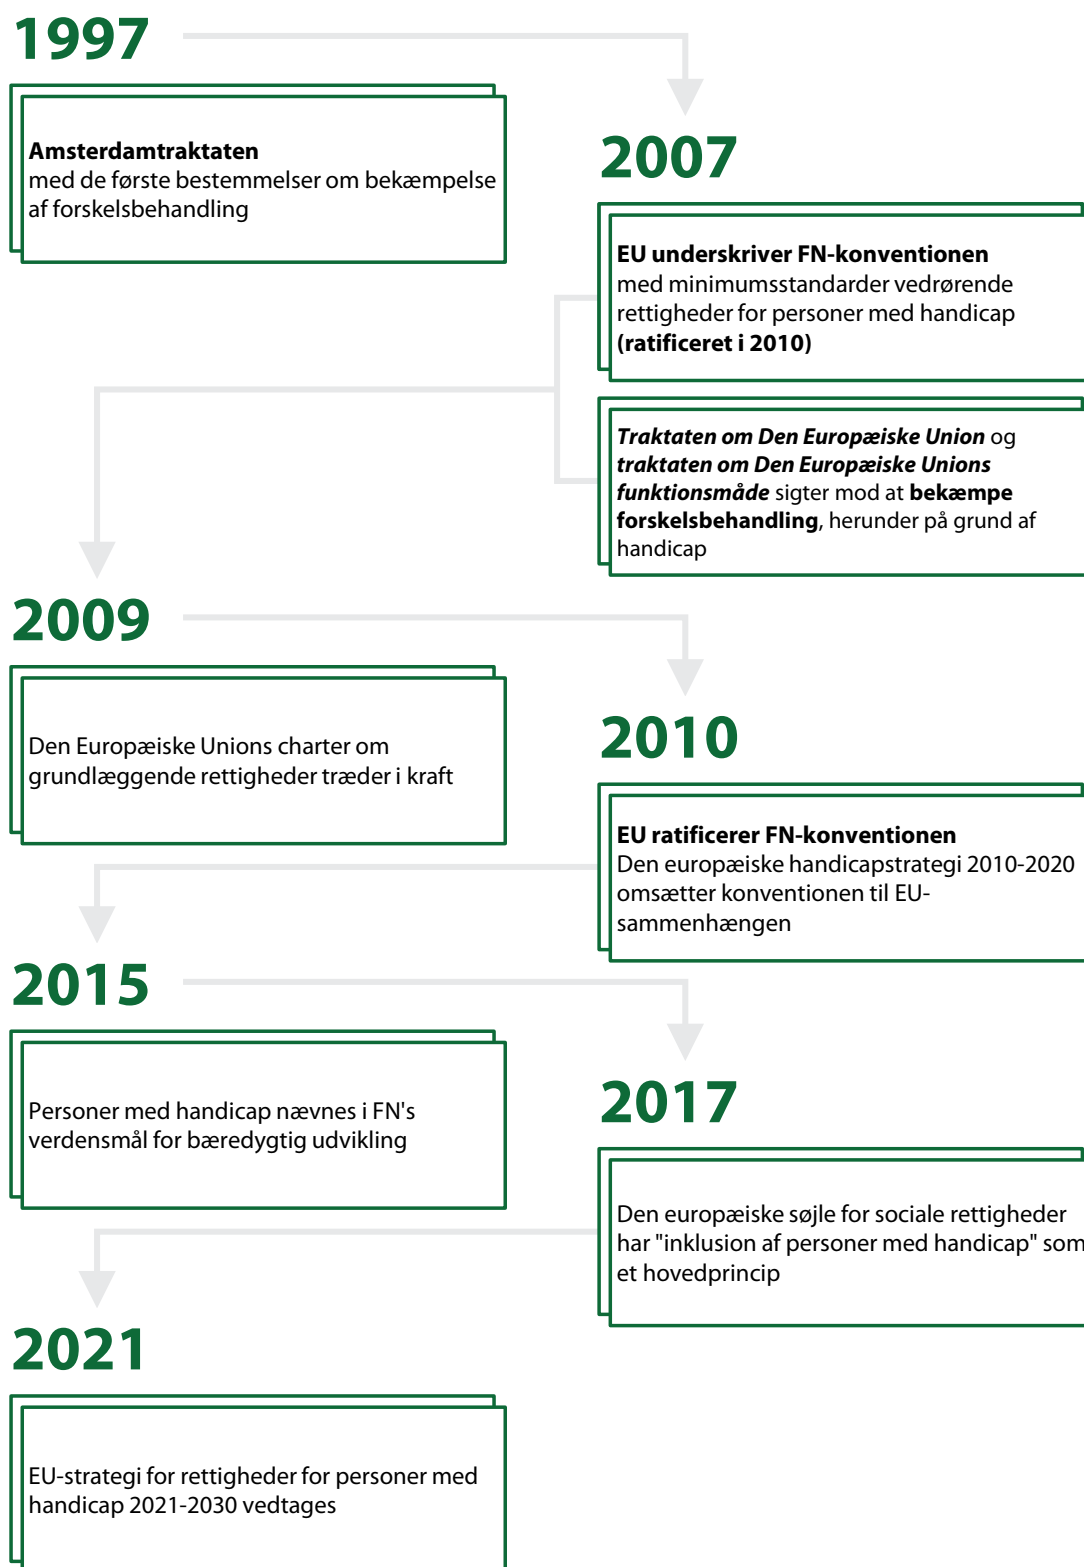 1997
Amsterdamtraktaten
med de første bestemmelser om bekæmpelse
af forskelsbehandling
2007
EU underskriver FN-konventionen
med minimumsstandarder vedrørende
rettigheder for personer med handicap
(ratificeret i 2010)
Traktaten om Den Europæiske Union og
traktaten om Den Europæiske Unions
funktionsmåde sigter mod at bekæmpe
forskelsbehandling, herunder på grund af
handicap
2009
Den Europæiske Unions charter om
grundlæggende rettigheder træder i kraft
2010
EU ratificerer FN-konventionen
Den europæiske handicapstrategi 2010-2020
omsætter konventionen til EU-
sammenhængen
2015
Personer med handicap nævnes i FN's
verdensmål for bæredygtig udvikling
2017
Den europæiske søjle for sociale rettigheder
har "inklusion af personer med handicap" som
et hovedprincip
2021
EU-strategi for rettigheder for personer med
handicap 2021-2030 vedtages